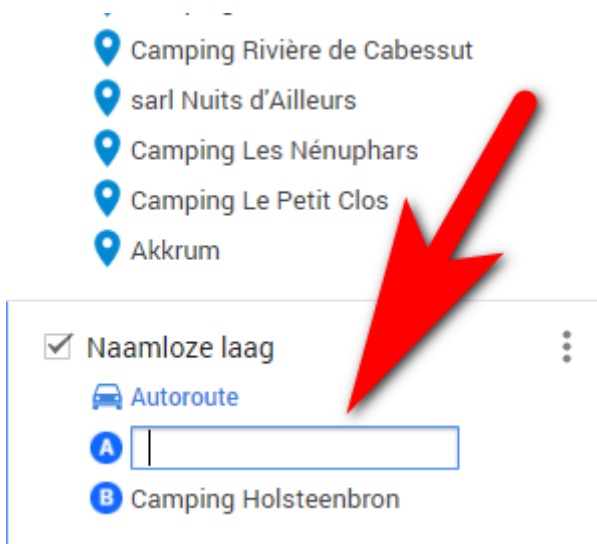 Camping Rivière de Cabessut
sarl Nuits d'Ailleurs
Camping Les Nénuphars
Camping Le Petit Clos
Akkrum
Naamloze laag
Autoroute
A
B Camping Holsteenbron